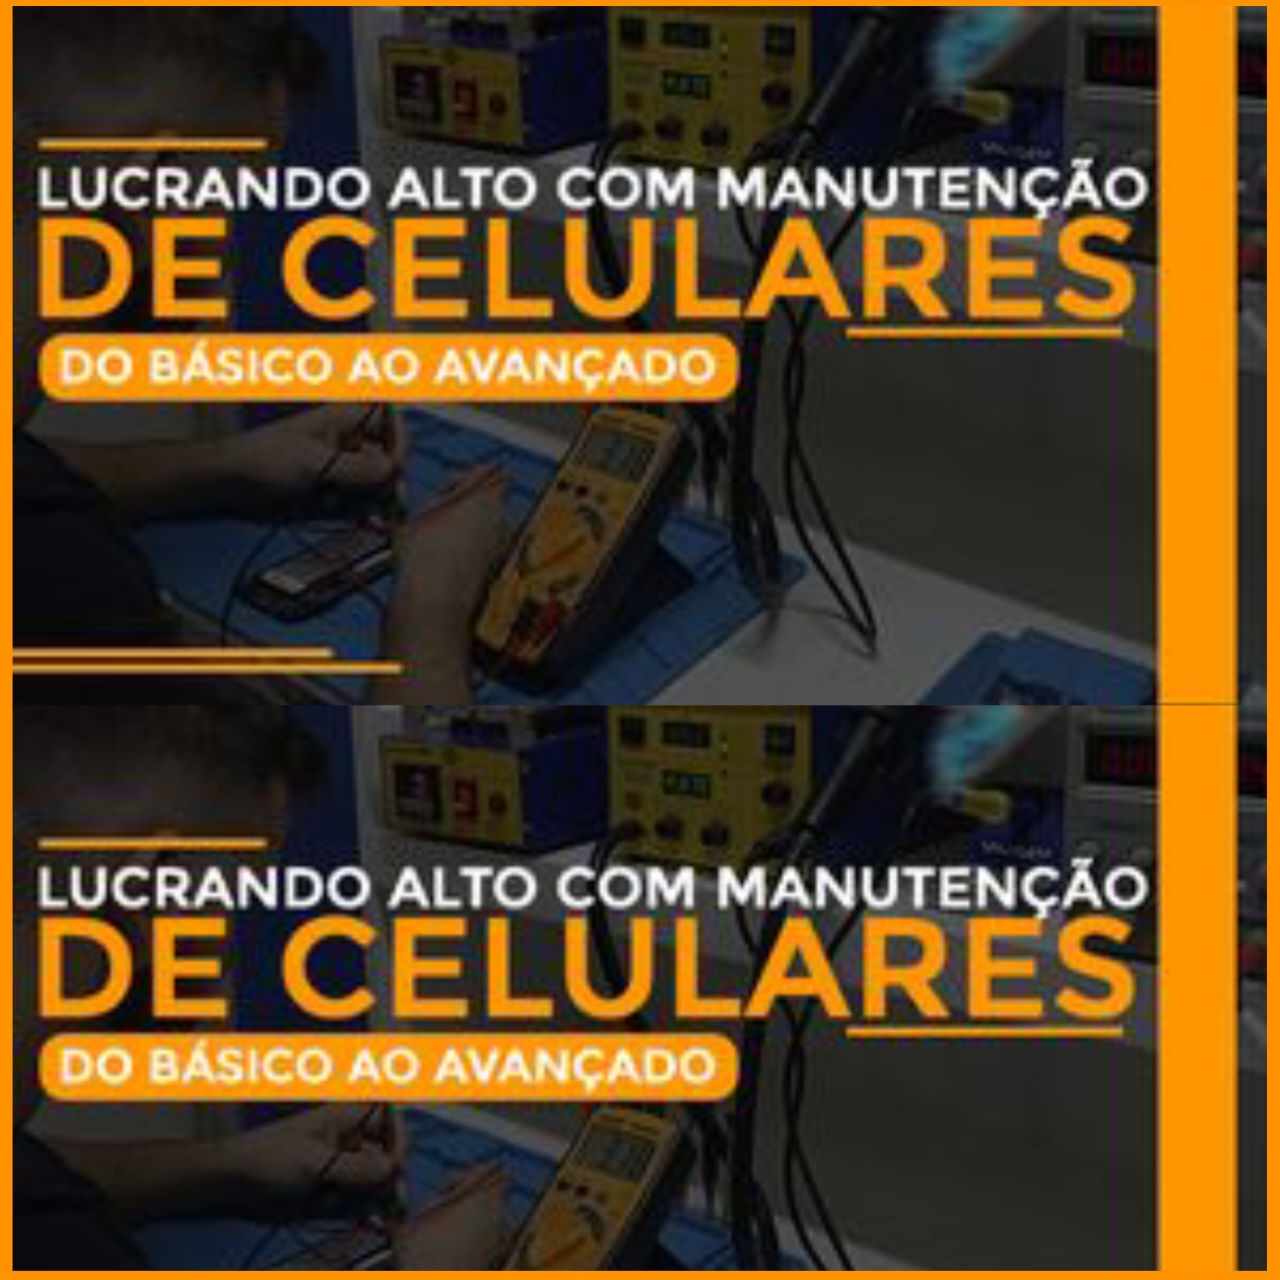 LUCRANDO ALTO COM MANUTENÇÃO
DE CELULARES
DO BÁSICO AO AVANÇADO
LUCRANDO ALTO COM MANUTENÇÃO
DE CELULARES
DO BÁSICO AO AVANÇADO